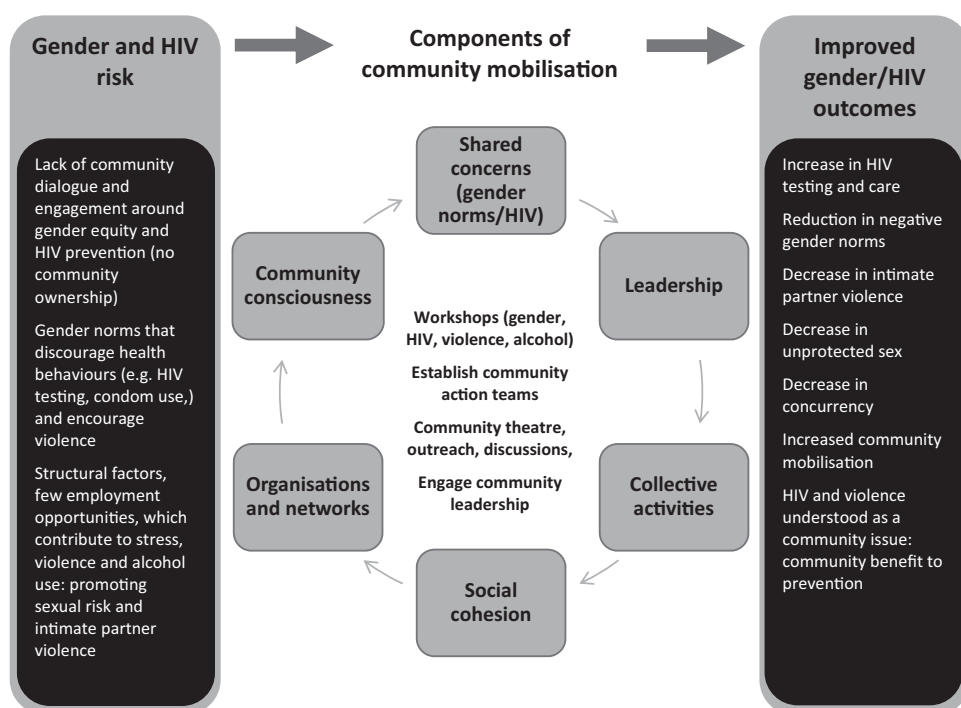 Gender and HIV
risk
Lack of community
dialogue and
engagement around
gender equity and
HIV prevention (no
community
ownership)
Gender norms that
discourage health
behaviours (e.g. HIV
testing, condom use,)
and encourage
violence
Structural factors,
few employment
opportunities, which
contribute to stress,
violence and alcohol
use: promoting
sexual risk and
intimate partner
violence
Components of
community mobilisation
Shared
concerns
(gender
norms/HIV)
Leadership
Collective
activities
Social
cohesion
Organisations
and networks
Community
consciousness
Workshops (gender,
HIV, violence, alcohol)
Establish community
action teams
Community theatre,
outreach, discussions,
Engage community
leadership
Improved
gender/HIV
outcomes
Increase in HIV
testing and care
Reduction in negative
gender norms
Decrease in intimate
partner violence
Decrease in
unprotected sex
Decrease in
concurrency
Increased community
mobilisation
HIV and violence
understood as a
community issue:
community benefit to
prevention